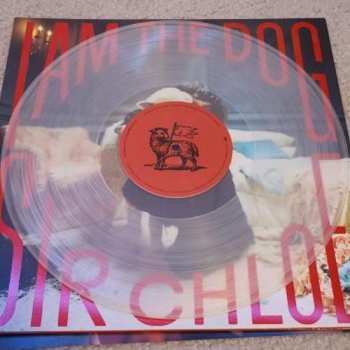 I AM THE DOG
SIR CHLOE